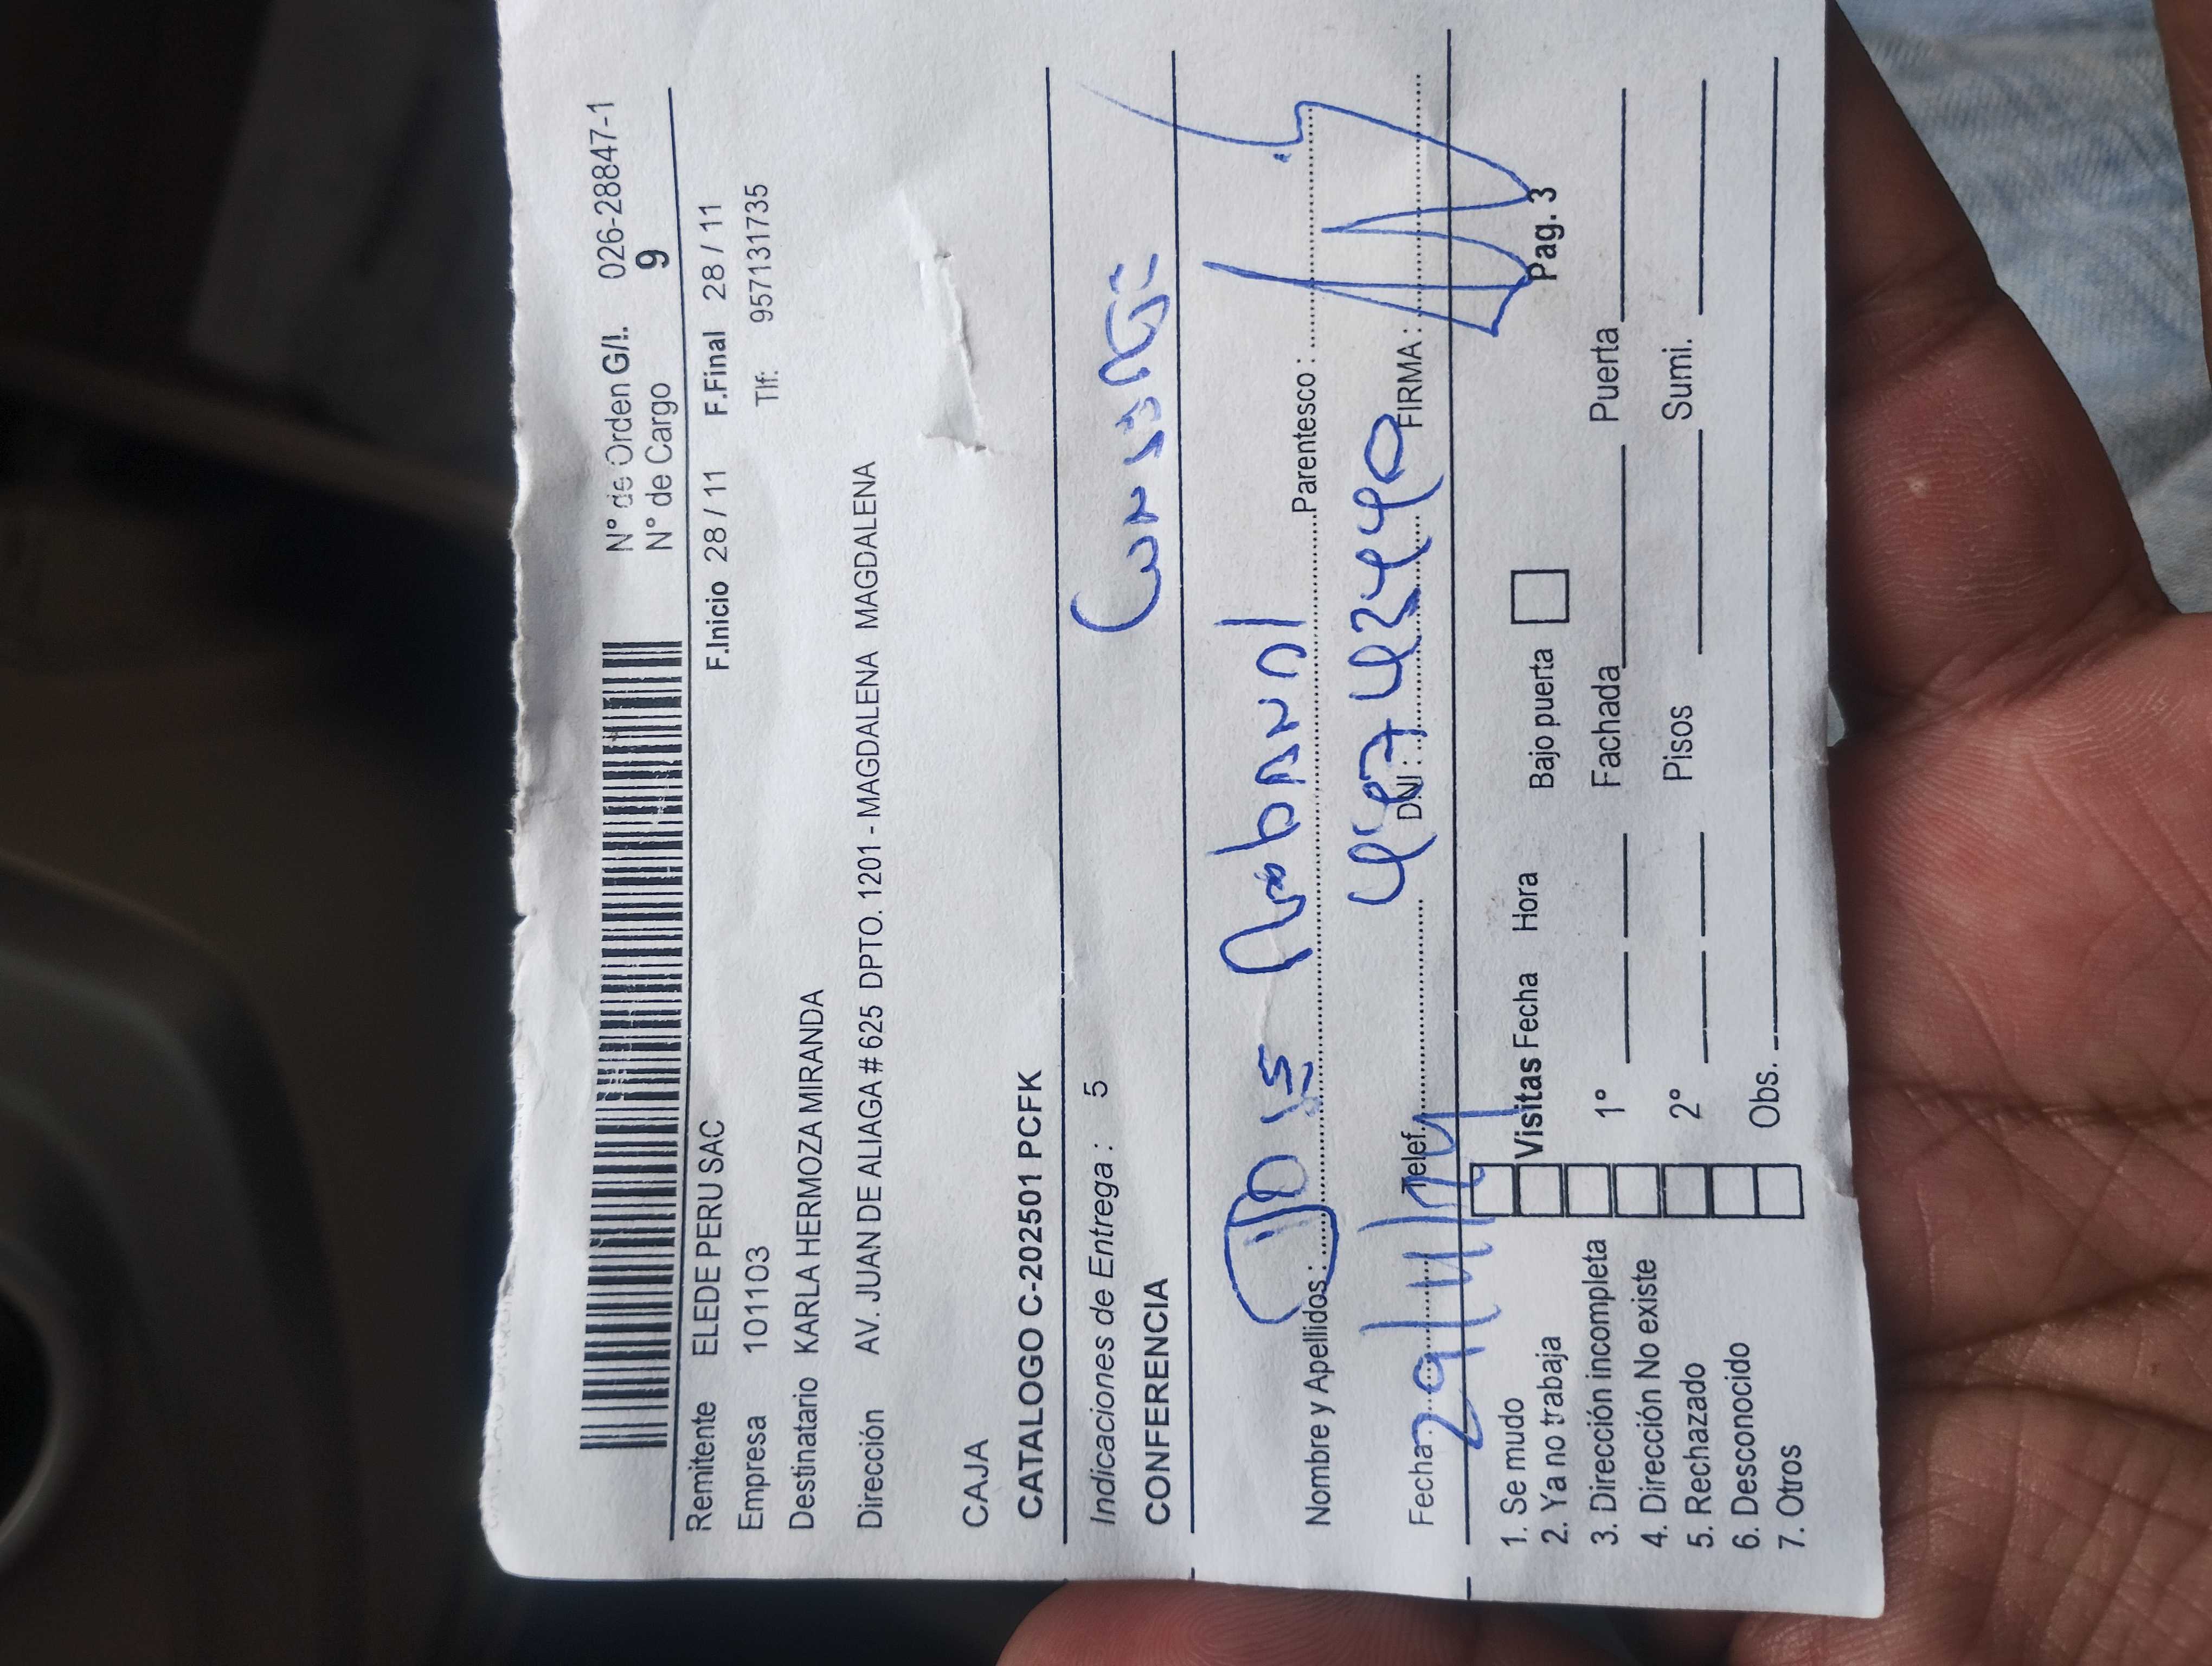 N° de Orden G/I. 026-28847-1
N° de Cargo 9
F.Inicio 28 / 11 F.Final 28 / 11
Remitente ELEDE PERU SAC
Empresa 101103 Tlf: 957131735
Destinatario KARLA HERMOZA MIRANDA
Dirección AV. JUAN DE ALIAGA # 625 DPTO. 1201 - MAGDALENA MAGDALENA
CAJA
CATALOGO C-202501 PCFK
Indicaciones de Entrega : 5
CONFERENCIA
Nombre y Apellidos : Parentesco :
Fecha 29/11/24 Telef. DNI : FIRMA :
Pag. 3
1. Se mudo Visitas Fecha Hora Bajo puerta
2. Ya no trabaja
3. Dirección incompleta 1° Fachada Puerta
4. Dirección No existe
5. Rechazado 2° Pisos Sumi.
6. Desconocido
7. Otros Obs.